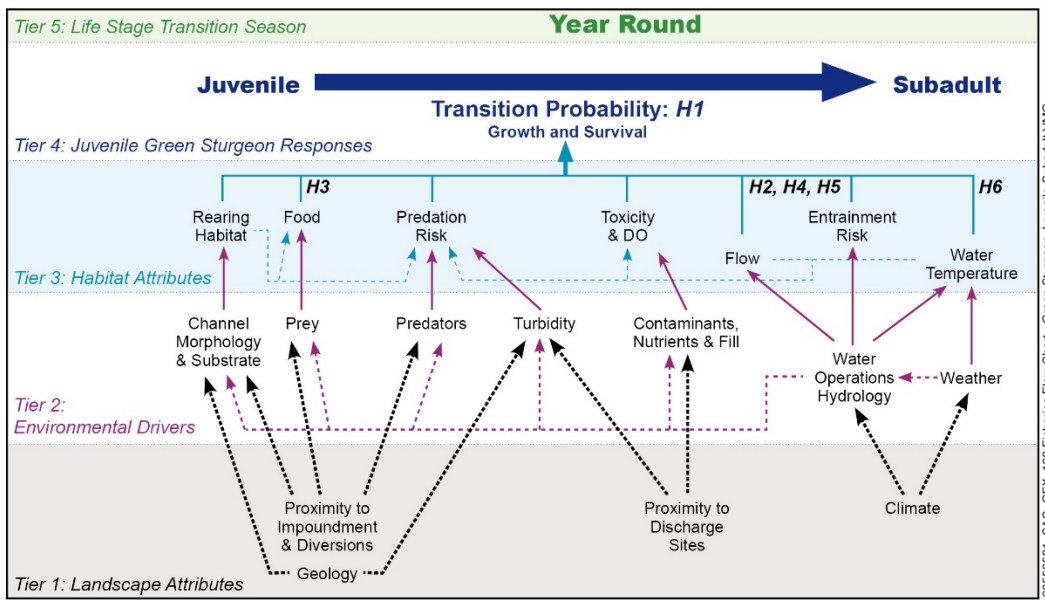 Tier 5: Life Stage Transition Season
Year Round
Juvenile
Subadult
Transition Probability: H1
Growth and Survival
Tier 4: Juvenile Green Sturgeon Responses
H3
H2, H4, H5
H6
Rearing
Habitat
Food
Predation
Risk
Toxicity
& DO
Flow
Entrainment
Risk
Water
Temperature
Tier 3: Habitat Attributes
Channel
Morphology
& Substrate
Prey
Predators
Turbidity
Contaminants,
Nutrients & Fill
Water
Operations
Hydrology
Weather
Tier 2:
Environmental Drivers
Proximity to
Impoundment
& Diversions
Proximity to
Discharge
Sites
Climate
Geology
Tier 1: Landscape Attributes